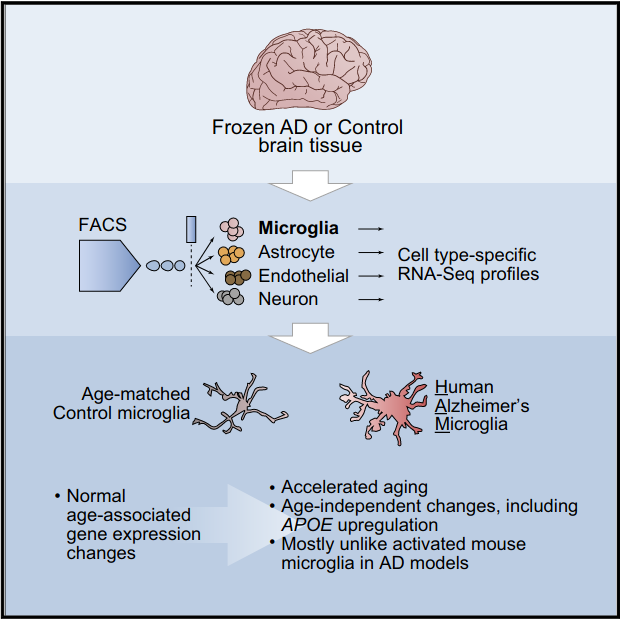 Frozen AD or Control
brain tissue
FACS
Microglia
Astrocyte
Endothelial
Neuron
Cell type-specific
RNA-Seq profiles
Age-matched
Control microglia
Human
Alzheimer's
Microglia
• Normal
age-associated
gene expression
changes
• Accelerated aging
• Age-independent changes, including
APOE upregulation
• Mostly unlike activated mouse
microglia in AD models